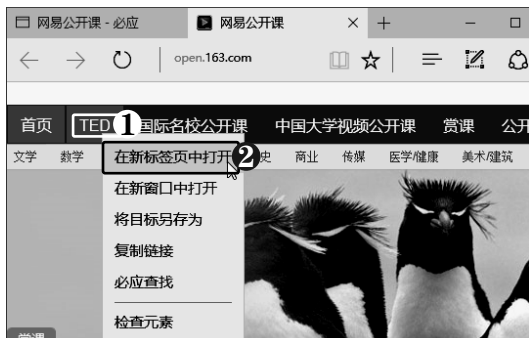 网易公开课 - 必应
网易公开课
open.163.com
首页 TED 1 国际名校公开课 中国大学视频公开课 赏课 公开
文学 数学 史 商业 传媒 医学/健康 美术/建筑
在新标签页中打开 2
在新窗口中打开
将目标另存为
复制链接
必应查找
检查元素